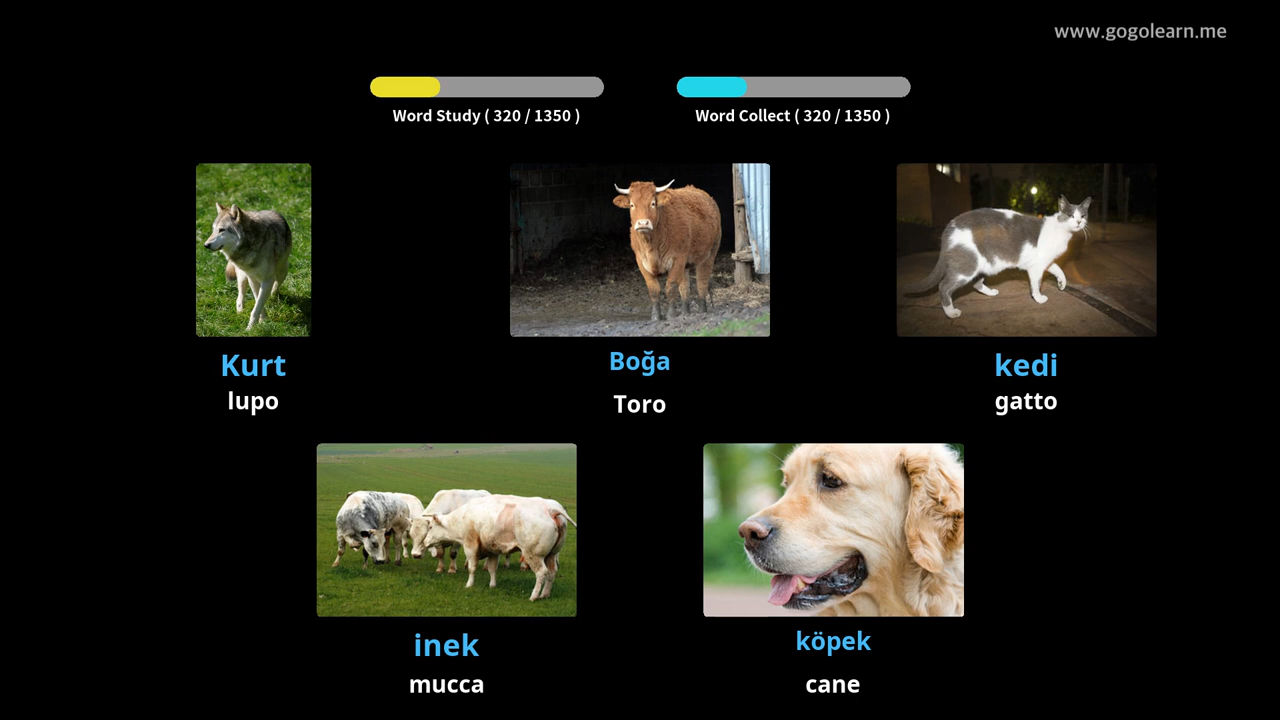 www.gogolearn.me
Word Study ( 320 / 1350 )
Word Collect ( 320 / 1350 )
Kurt
lupo
Boğa
Toro
kedi
gatto
inek
mucca
köpek
cane